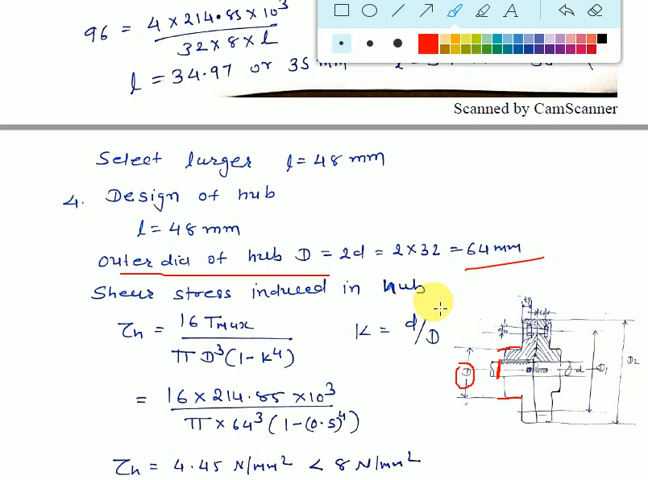 96 = 4 × 214.85 × 10³ / 32 × 8 × l
l = 34.97 or 35 mm
A
Scanned by CamScanner
Select larger l = 48 mm
4. Design of hub
l = 48 mm
Outer dia of hub D = 2d = 2 × 32 = 64 mm
Shear stress induced in hub
τh = 16 Tmax / π D³ (1 - K⁴) K = d/D
= 16 × 214.85 × 10³ / π × 64³ (1 - (0.5)⁴)
τh = 4.45 N/mm² < 8 N/mm²
D d D₁ D₂